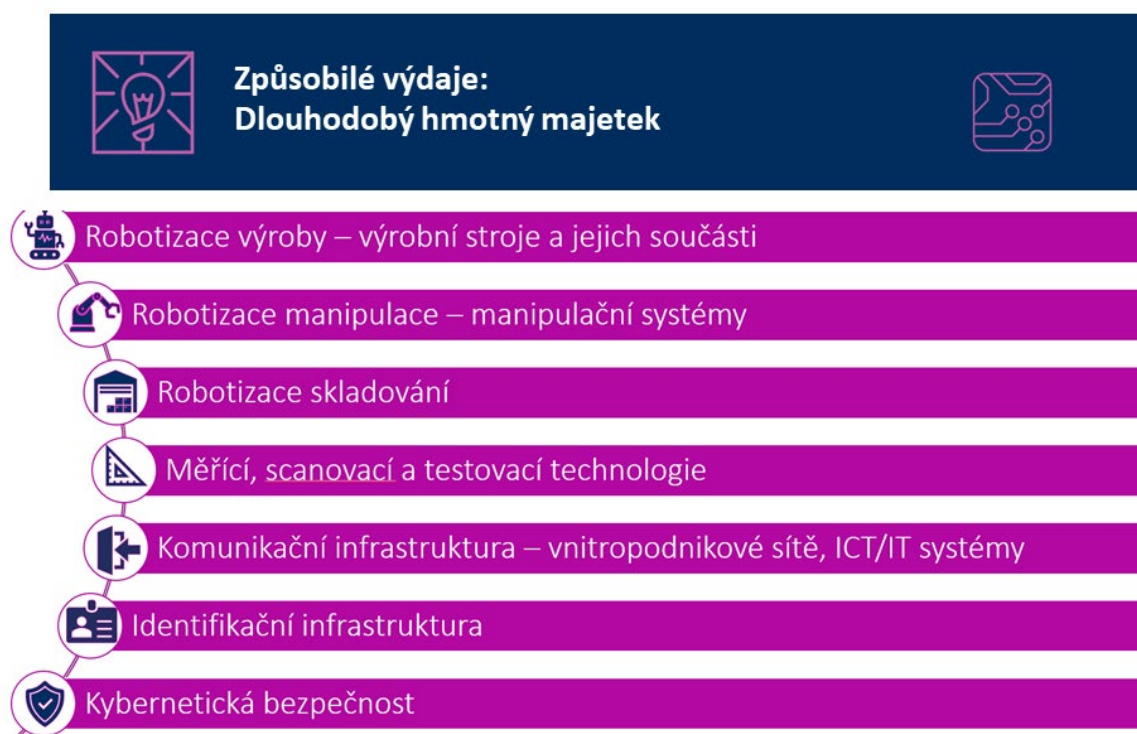 Způsobilé výdaje:
Dlouhodobý hmotný majetek
Robotizace výroby – výrobní stroje a jejich součásti
Robotizace manipulace – manipulační systémy
Robotizace skladování
Měřící, scanovací a testovací technologie
Komunikační infrastruktura – vnitropodnikové sítě, ICT/IT systémy
Identifikační infrastruktura
Kybernetická bezpečnost